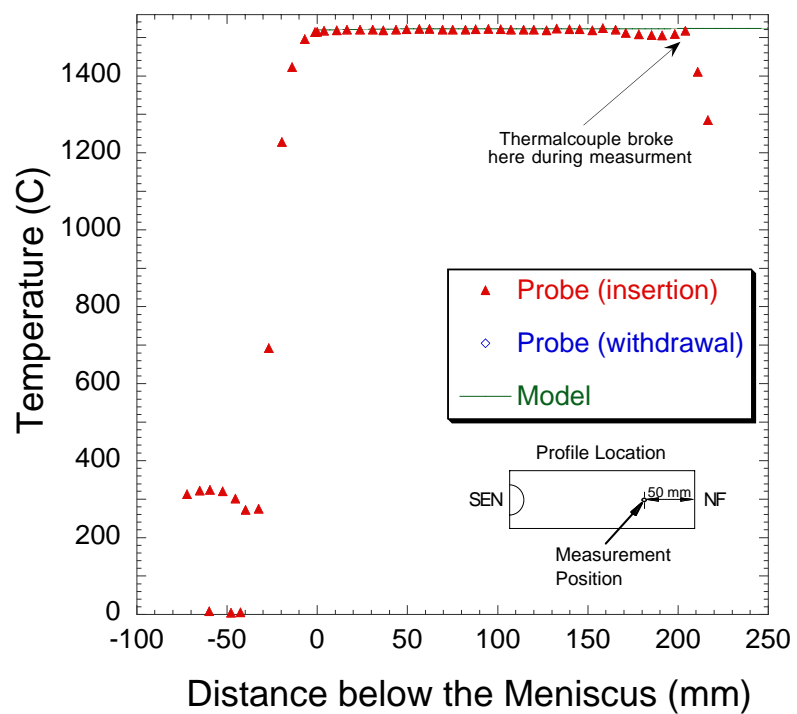 1400
1200
1000
800
600
400
200
0
Temperature (C)
Thermalcouple broke
here during measurment
Probe (insertion)
Probe (withdrawal)
Model
Profile Location
SEN
50 mm
NF
Measurement
Position
-100 -50 0 50 100 150 200 250
Distance below the Meniscus (mm)